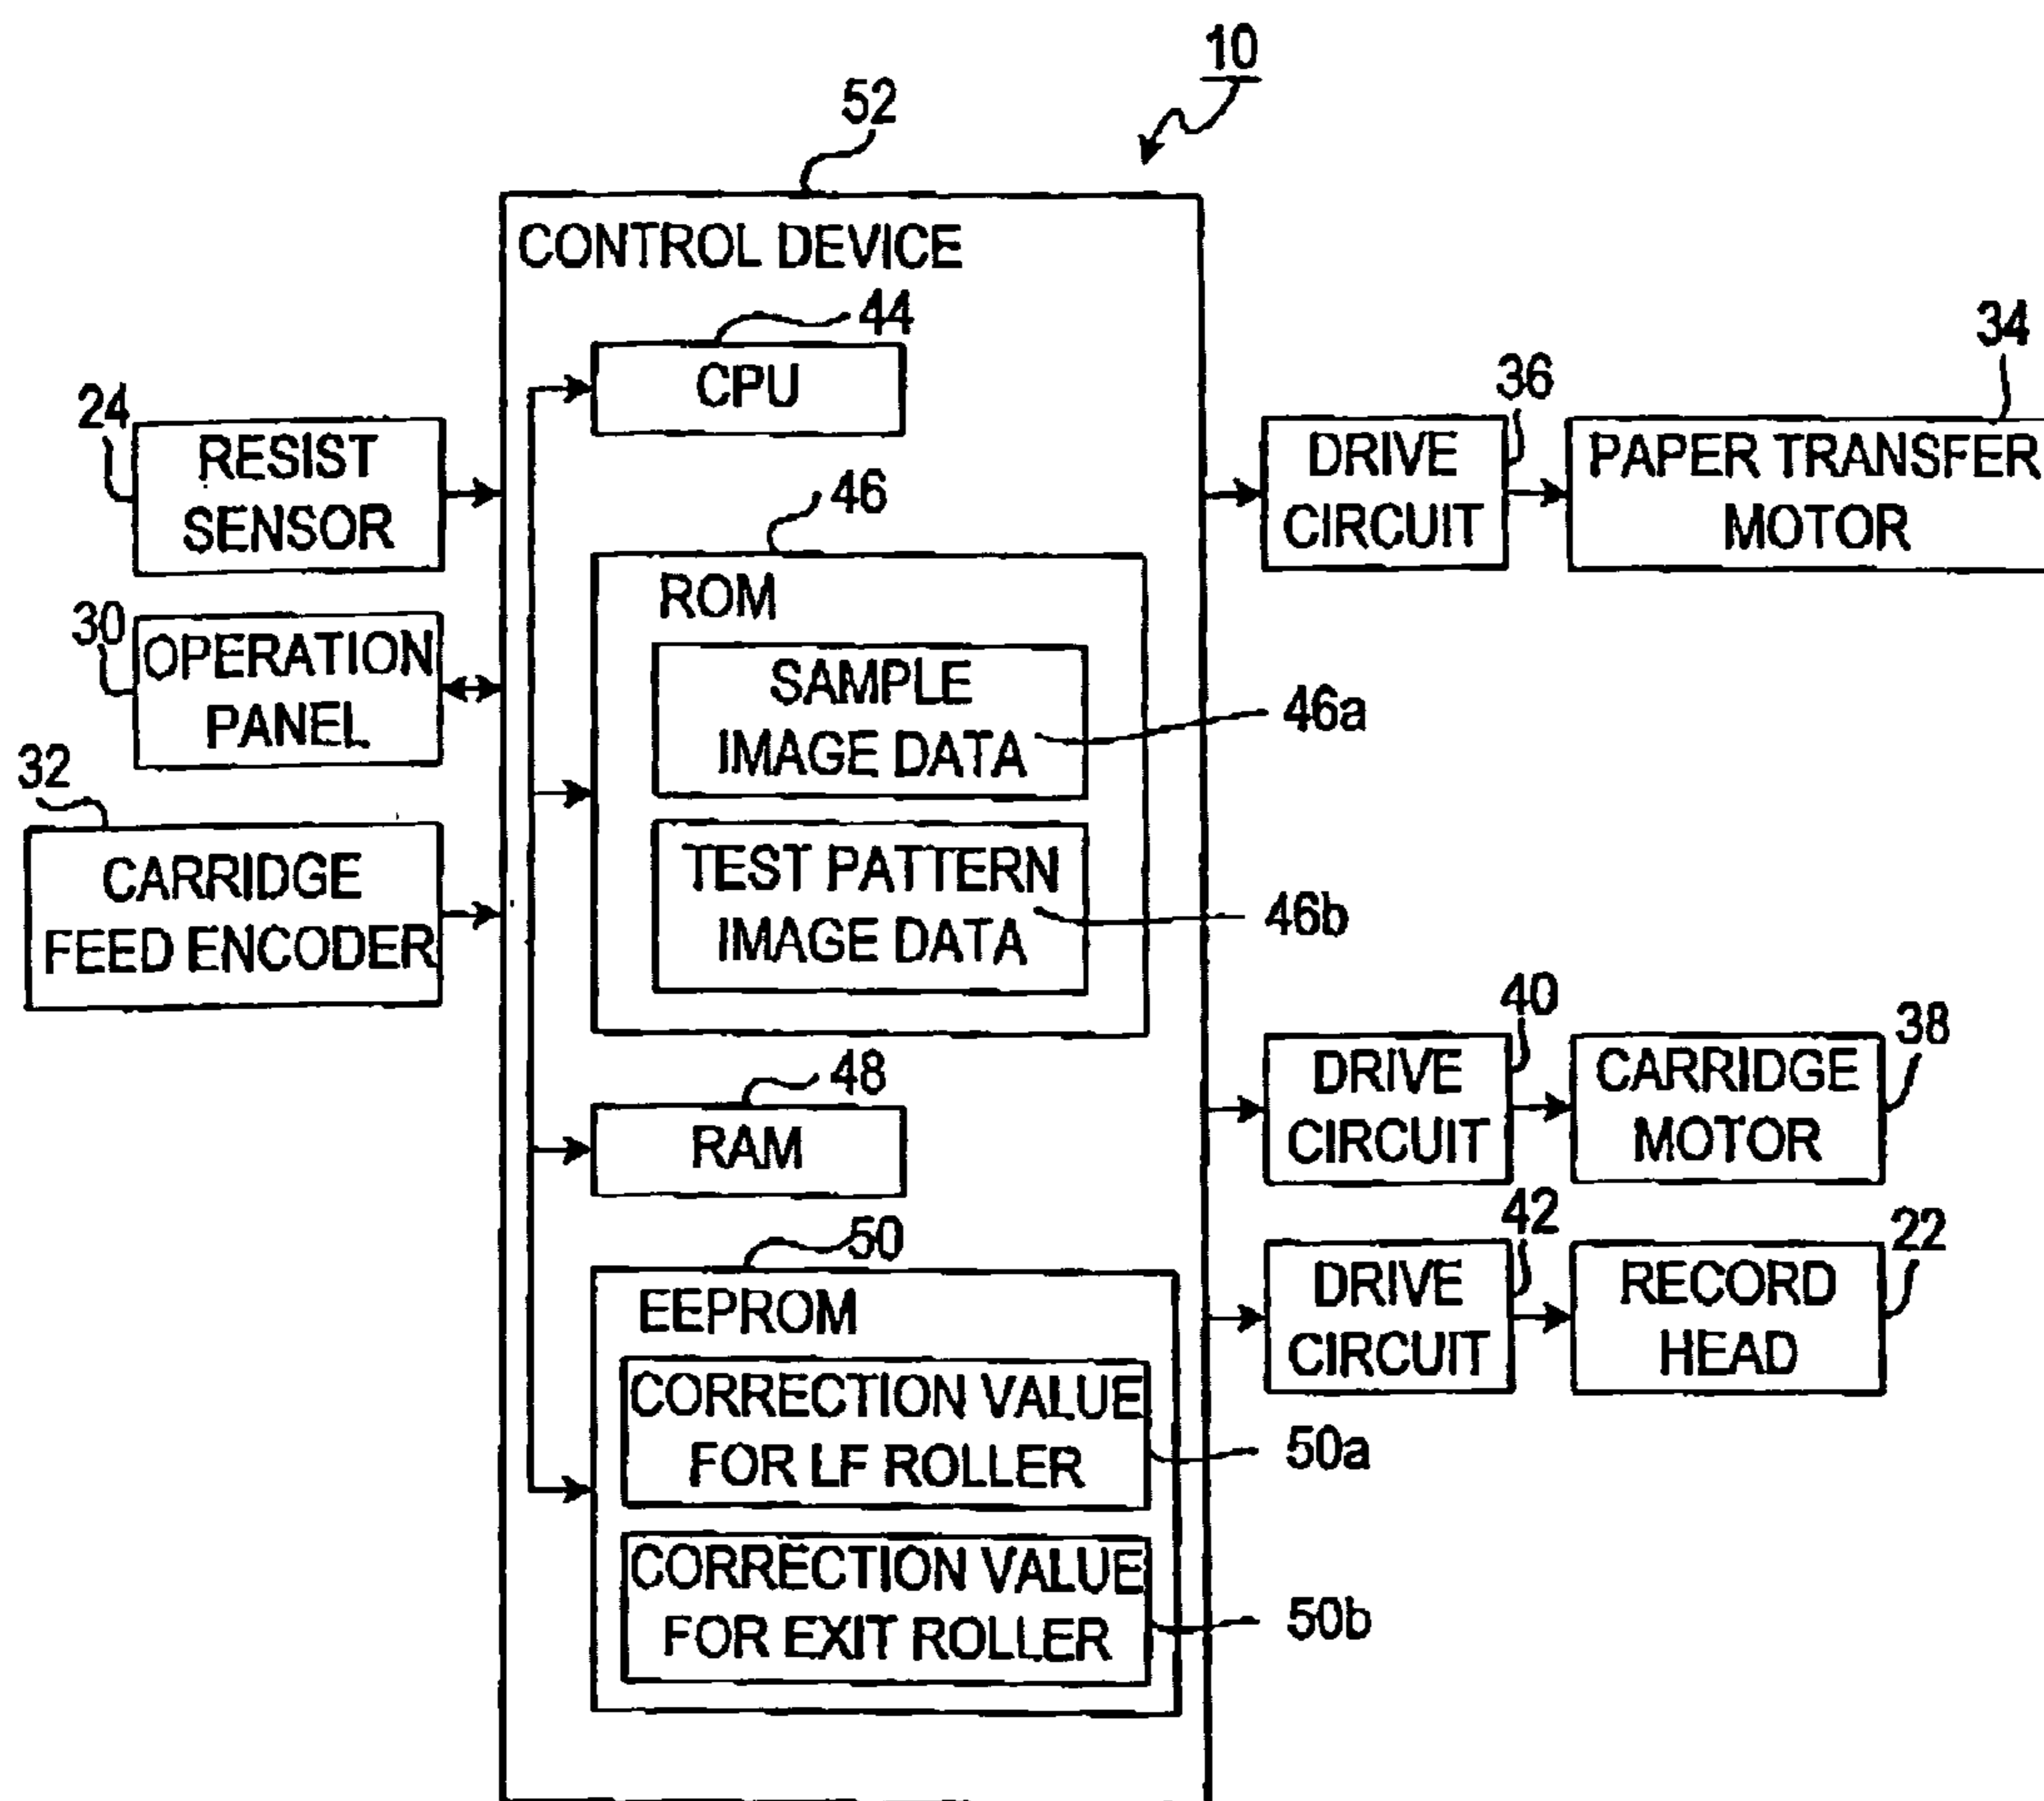 10
52
CONTROL DEVICE
44
CPU
24
RESIST
SENSOR
30
OPERATION
PANEL
32
CARRIDGE
FEED ENCODER
46
ROM
SAMPLE
IMAGE DATA
46a
TEST PATTERN
IMAGE DATA
46b
48
RAM
50
EEPROM
CORRECTION VALUE
FOR LF ROLLER
50a
CORRECTION VALUE
FOR EXIT ROLLER
50b
36
DRIVE
CIRCUIT
34
PAPER TRANSFER
MOTOR
40
DRIVE
CIRCUIT
38
CARRIDGE
MOTOR
42
DRIVE
CIRCUIT
22
RECORD
HEAD